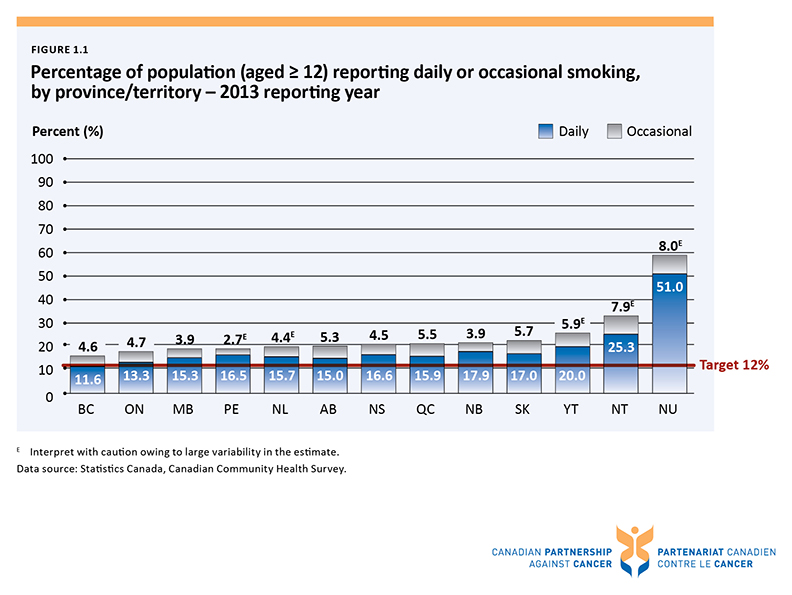 FIGURE 1.1
Percentage of population (aged ≥ 12) reporting daily or occasional smoking,
by province/territory – 2013 reporting year
Percent (%)
Daily Occasional
100
90
80
70
60
50
40
30
20
10
0
4.6 4.7 3.9 2.7E 4.4E 5.3 4.5 5.5 3.9 5.7 5.9E 7.9E 8.0E
11.6 13.3 15.3 16.5 15.7 15.0 16.6 15.9 17.9 17.0 20.0 25.3 51.0
Target 12%
BC ON MB PE NL AB NS QC NB SK YT NT NU
E Interpret with caution owing to large variability in the estimate.
Data source: Statistics Canada, Canadian Community Health Survey.
CANADIAN PARTNERSHIP
AGAINST CANCER
PARTENARIAT CANADIEN
CONTRE LE CANCER